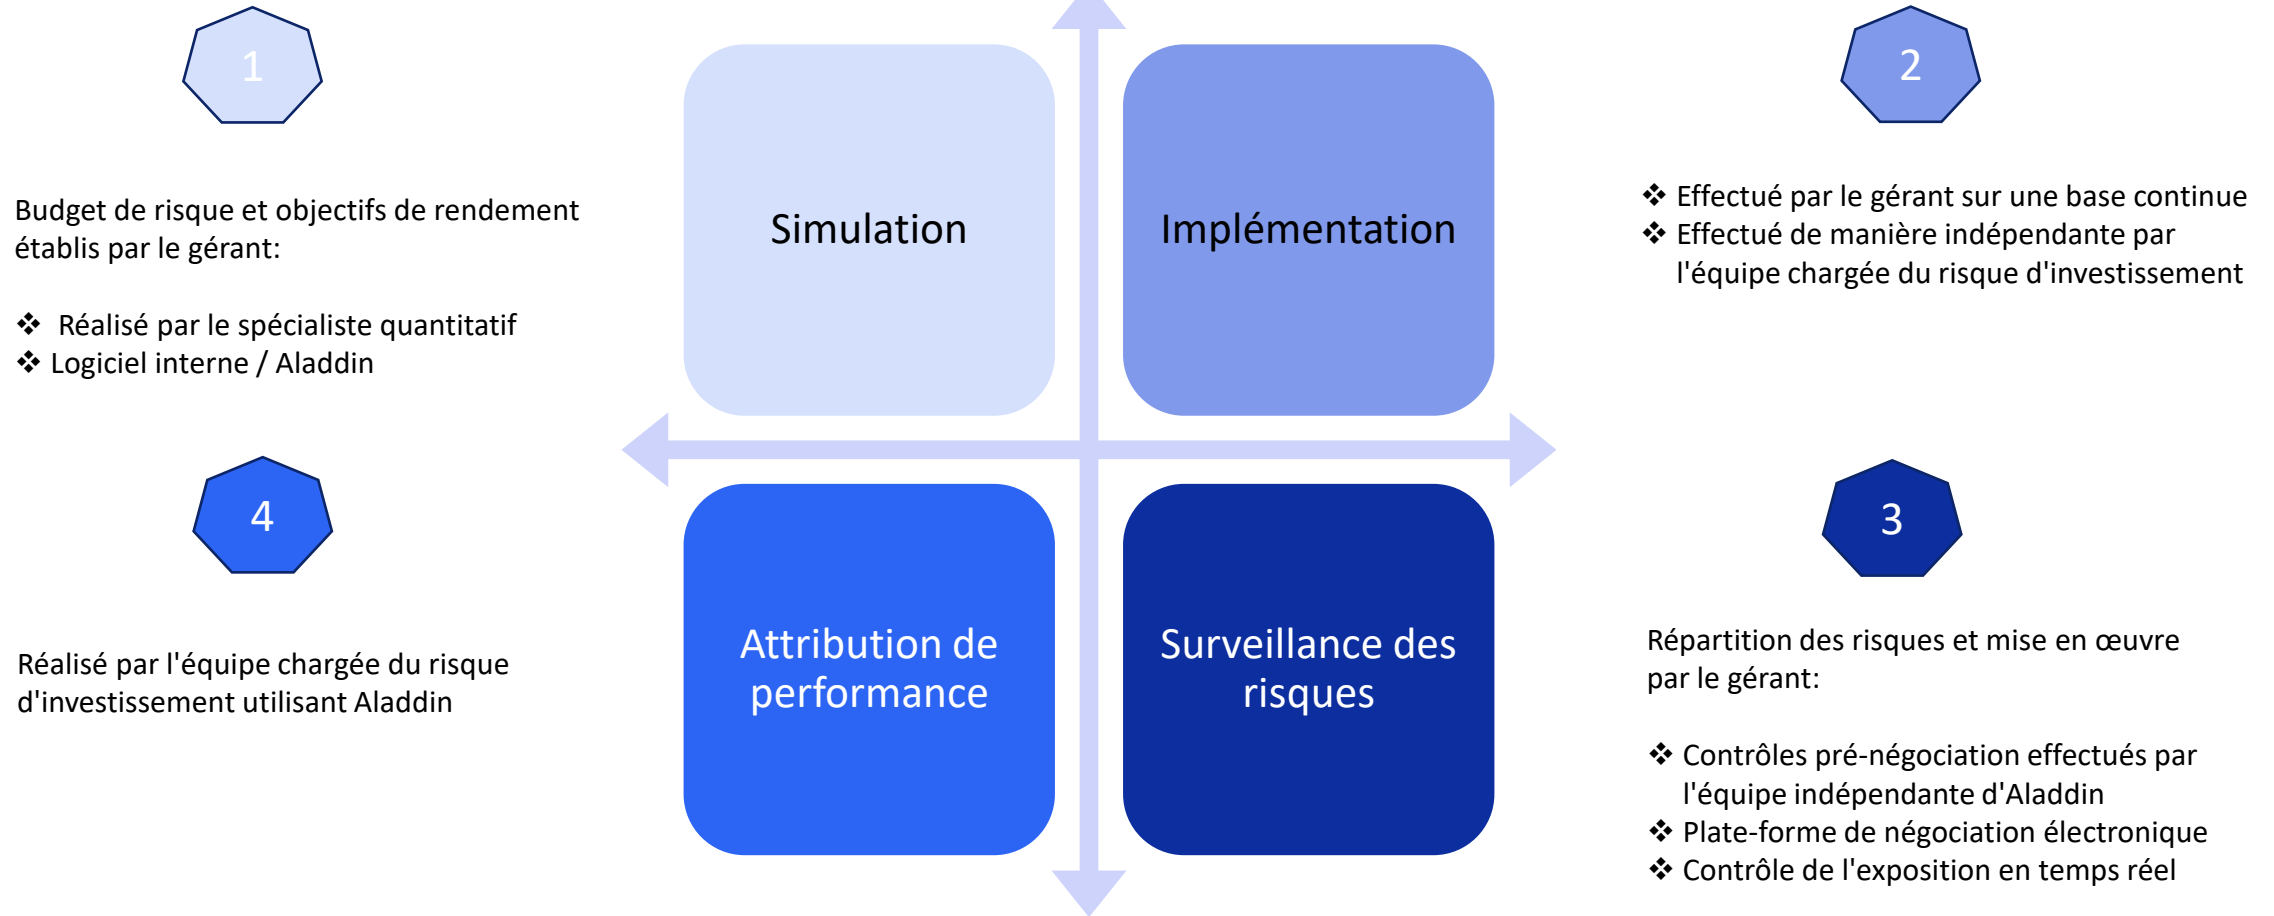 1
Budget de risque et objectifs de rendement
établis par le gérant:
❖ Réalisé par le spécialiste quantitatif
❖ Logiciel interne / Aladdin
Simulation
Implémentation
2
❖ Effectué par le gérant sur une base continue
❖ Effectué de manière indépendante par
l'équipe chargée du risque d'investissement
4
Réalisé par l'équipe chargée du risque
d'investissement utilisant Aladdin
Attribution de
performance
Surveillance des
risques
3
Répartition des risques et mise en œuvre
par le gérant:
❖ Contrôles pré-négociation effectués par
l'équipe indépendante d'Aladdin
❖ Plate-forme de négociation électronique
❖ Contrôle de l'exposition en temps réel